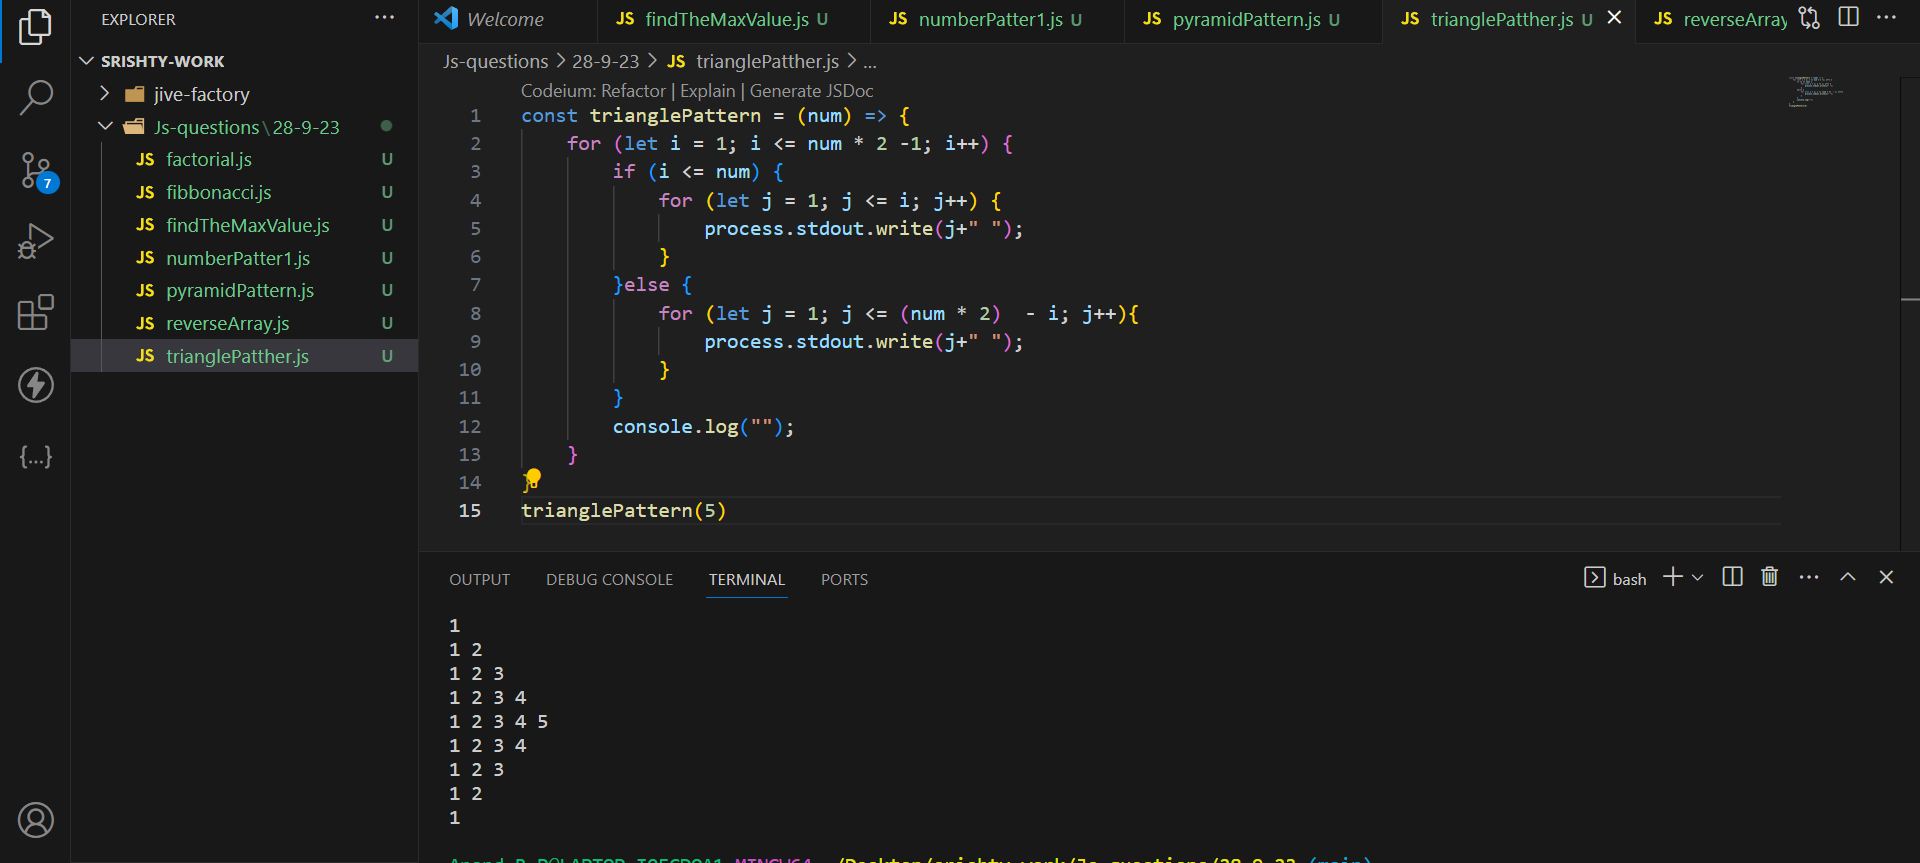 EXPLORER ...
SRISHTY-WORK
jive-factory
Js-questions\28-9-23
JS factorial.js U
JS fibbonacci.js U
JS findTheMaxValue.js U
JS numberPatter1.js U
JS pyramidPattern.js U
JS reverseArray.js U
JS trianglePatther.js U
7
{...}
Welcome JS findTheMaxValue.js U JS numberPatter1.js U JS pyramidPattern.js U JS trianglePatther.js U JS reverseArray
Js-questions > 28-9-23 > JS trianglePatther.js > ...
Codeium: Refactor | Explain | Generate JSDoc
1 const trianglePattern = (num) => {
2 for (let i = 1; i <= num * 2 -1; i++) {
3 if (i <= num) {
4 for (let j = 1; j <= i; j++) {
5 process.stdout.write(j+" ");
6 }
7 }else {
8 for (let j = 1; j <= (num * 2)  - i; j++){
9 process.stdout.write(j+" ");
10 }
11 }
12 console.log("");
13 }
14 }
15 trianglePattern(5)
OUTPUT DEBUG CONSOLE TERMINAL PORTS bash
1
1 2
1 2 3
1 2 3 4
1 2 3 4 5
1 2 3 4
1 2 3
1 2
1